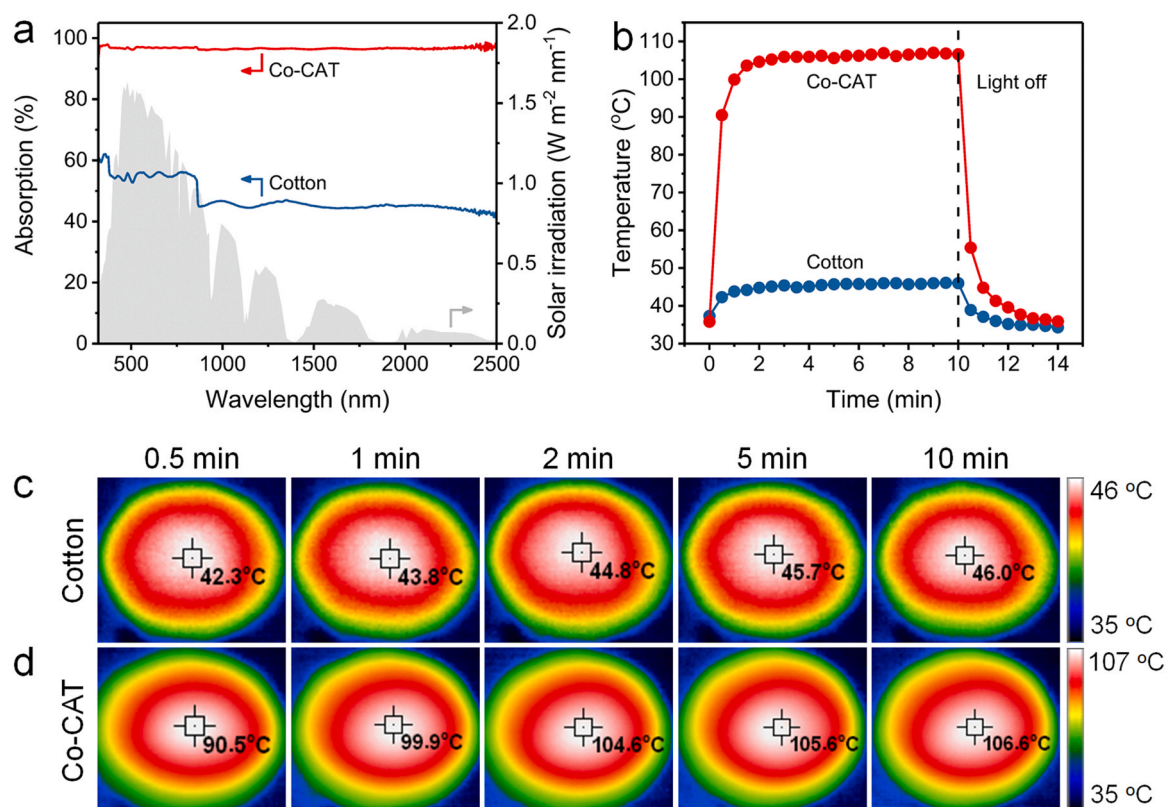 a
100
80
60
40
20
0
Absorption (%)
Co-CAT
Cotton
2.0
1.5
1.0
0.5
0.0
Solar irradiation (W m⁻² nm⁻¹)
500 1000 1500 2000 2500
Wavelength (nm)
b
110
100
90
80
70
60
50
40
30
Temperature (°C)
Co-CAT
Light off
Cotton
0 2 4 6 8 10 12 14
Time (min)
0.5 min 1 min 2 min 5 min 10 min
c
Cotton
42.3°C 43.8°C 44.8°C 45.7°C 46.0°C
46 °C
35 °C
d
Co-CAT
90.5°C 99.9°C 104.6°C 105.6°C 106.6°C
107 °C
35 °C